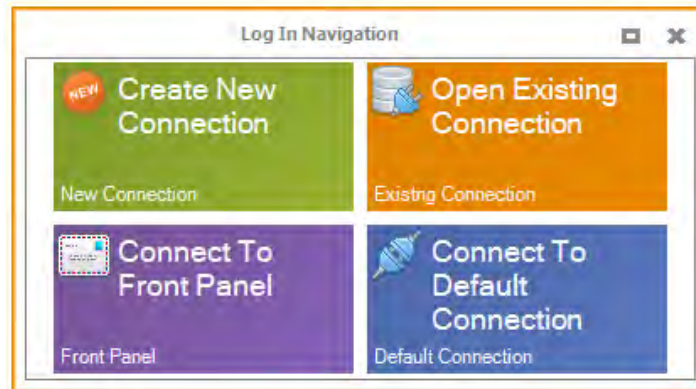 Log In Navigation
NEW
Create New
Connection
New Connection
Open Existing
Connection
Existng Connection
Connect To
Front Panel
Front Panel
Connect To
Default
Connection
Default Connection